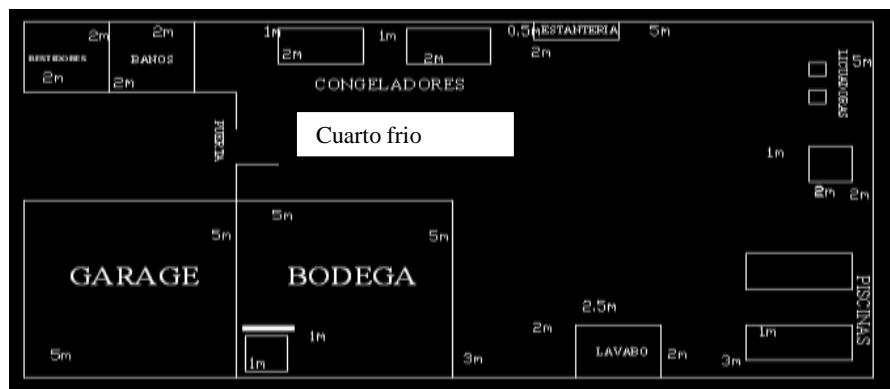 2m 2m 1m 1m 0.5m ESTANTERIA 5m
BANOS 2m 2m 2m 5m
2m 2m CONGELADORES LICUADORAS
PUERTA Cuarto frio 1m
2m 2m
5m
5m 5m
GARAGE BODEGA PISCINAS
2.5m
2m 1m
1m
5m 1m 3m LAVABO 2m 3m